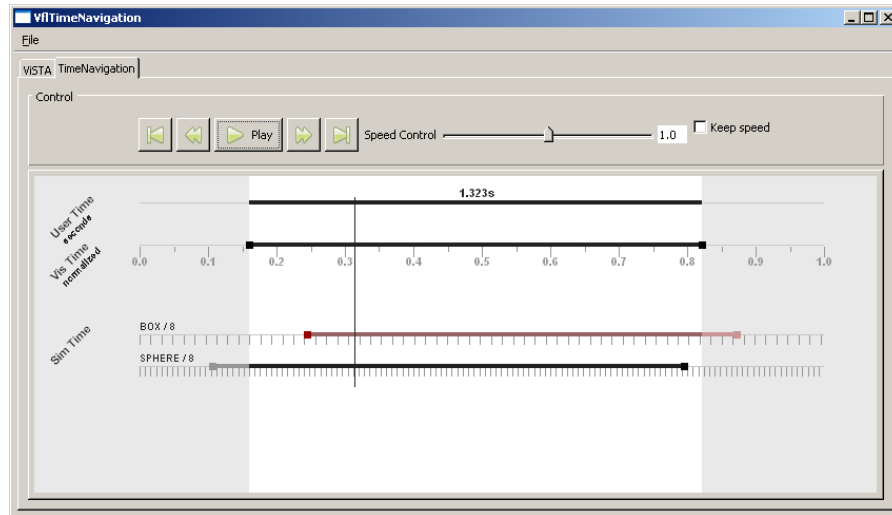 VflTimeNavigation
File
ViSTA TimeNavigation
Control
Play Speed Control 1.0 Keep speed
1.323s
User Time
seconds
Vis Time
normalized
0.0 0.1 0.2 0.3 0.4 0.5 0.6 0.7 0.8 0.9 1.0
Sim Time
BOX / 8
SPHERE / 8